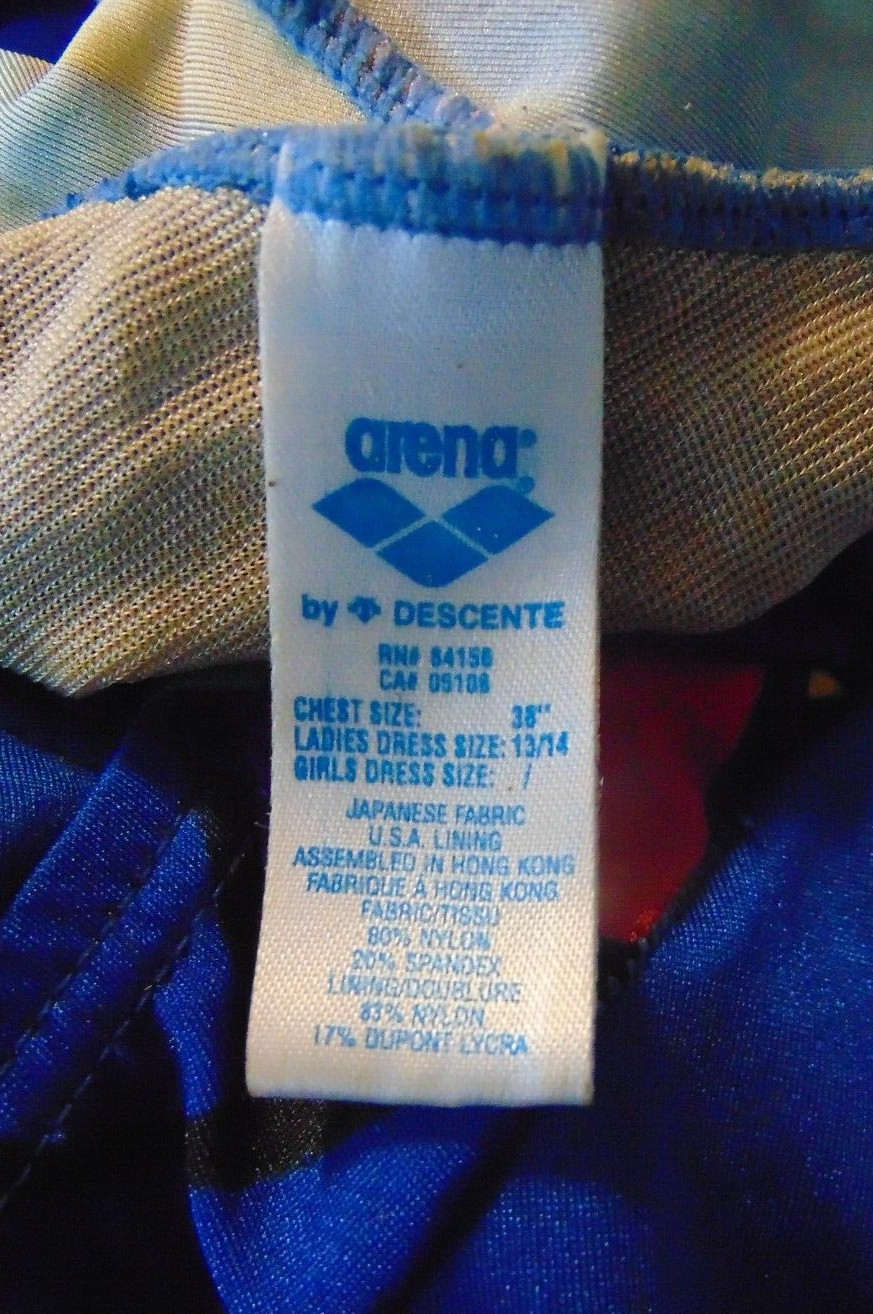 arena®
by DESCENTE
RN# 64150
CA# 05106
CHEST SIZE: 38"
LADIES DRESS SIZE: 13/14
GIRLS DRESS SIZE: /
JAPANESE FABRIC
U.S.A. LINING
ASSEMBLED IN HONG KONG
FABRIQUE À HONG KONG
FABRIC/TISSU
80% NYLON
20% SPANDEX
LINING/DOUBLURE
83% NYLON
17% DUPONT LYCRA